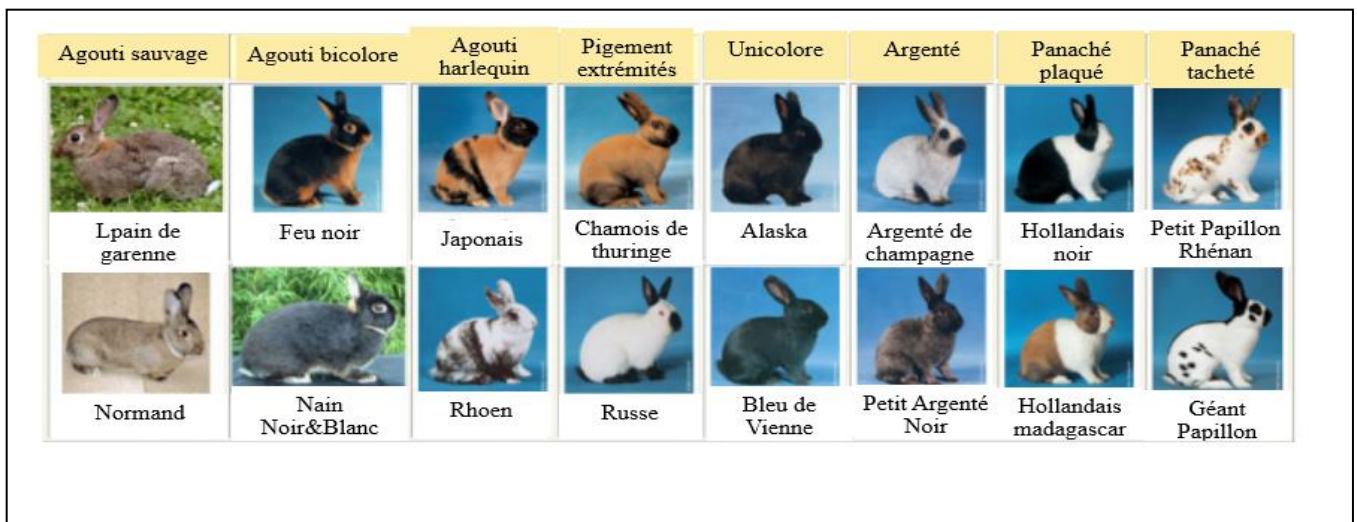 Agouti sauvage
Agouti bicolore
Agouti
harlequin
Pigement
extrémités
Unicolore
Argenté
Panaché
plaqué
Panaché
tacheté
Lpain de
garenne
Feu noir
Japonais
Chamois de
thuringe
Alaska
Argenté de
champagne
Hollandais
noir
Petit Papillon
Rhénan
Normand
Nain
Noir&Blanc
Rhoen
Russe
Bleu de
Vienne
Petit Argenté
Noir
Hollandais
madagascar
Géant
Papillon